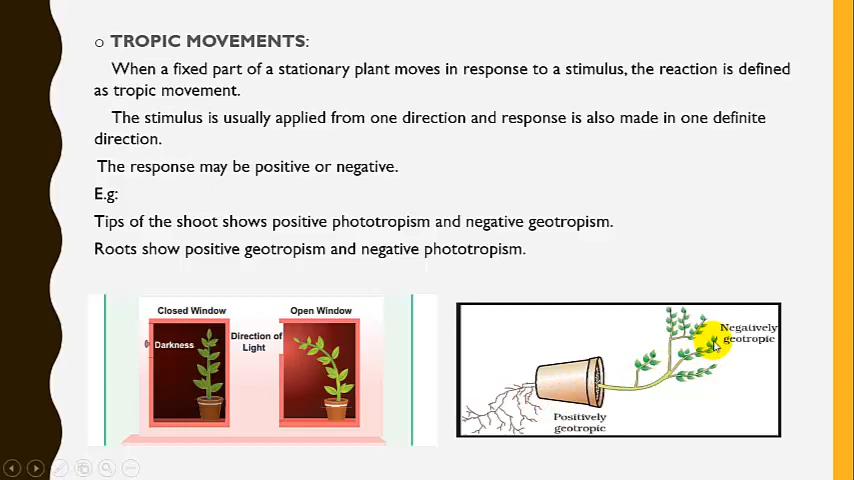 TROPIC MOVEMENTS:
When a fixed part of a stationary plant moves in response to a stimulus, the reaction is defined
as tropic movement.
The stimulus is usually applied from one direction and response is also made in one definite
direction.
The response may be positive or negative.
E.g:
Tips of the shoot shows positive phototropism and negative geotropism.
Roots show positive geotropism and negative phototropism.
Closed Window
Open Window
Darkness
Direction of
Light
Negatively
geotropic
Positively
geotropic